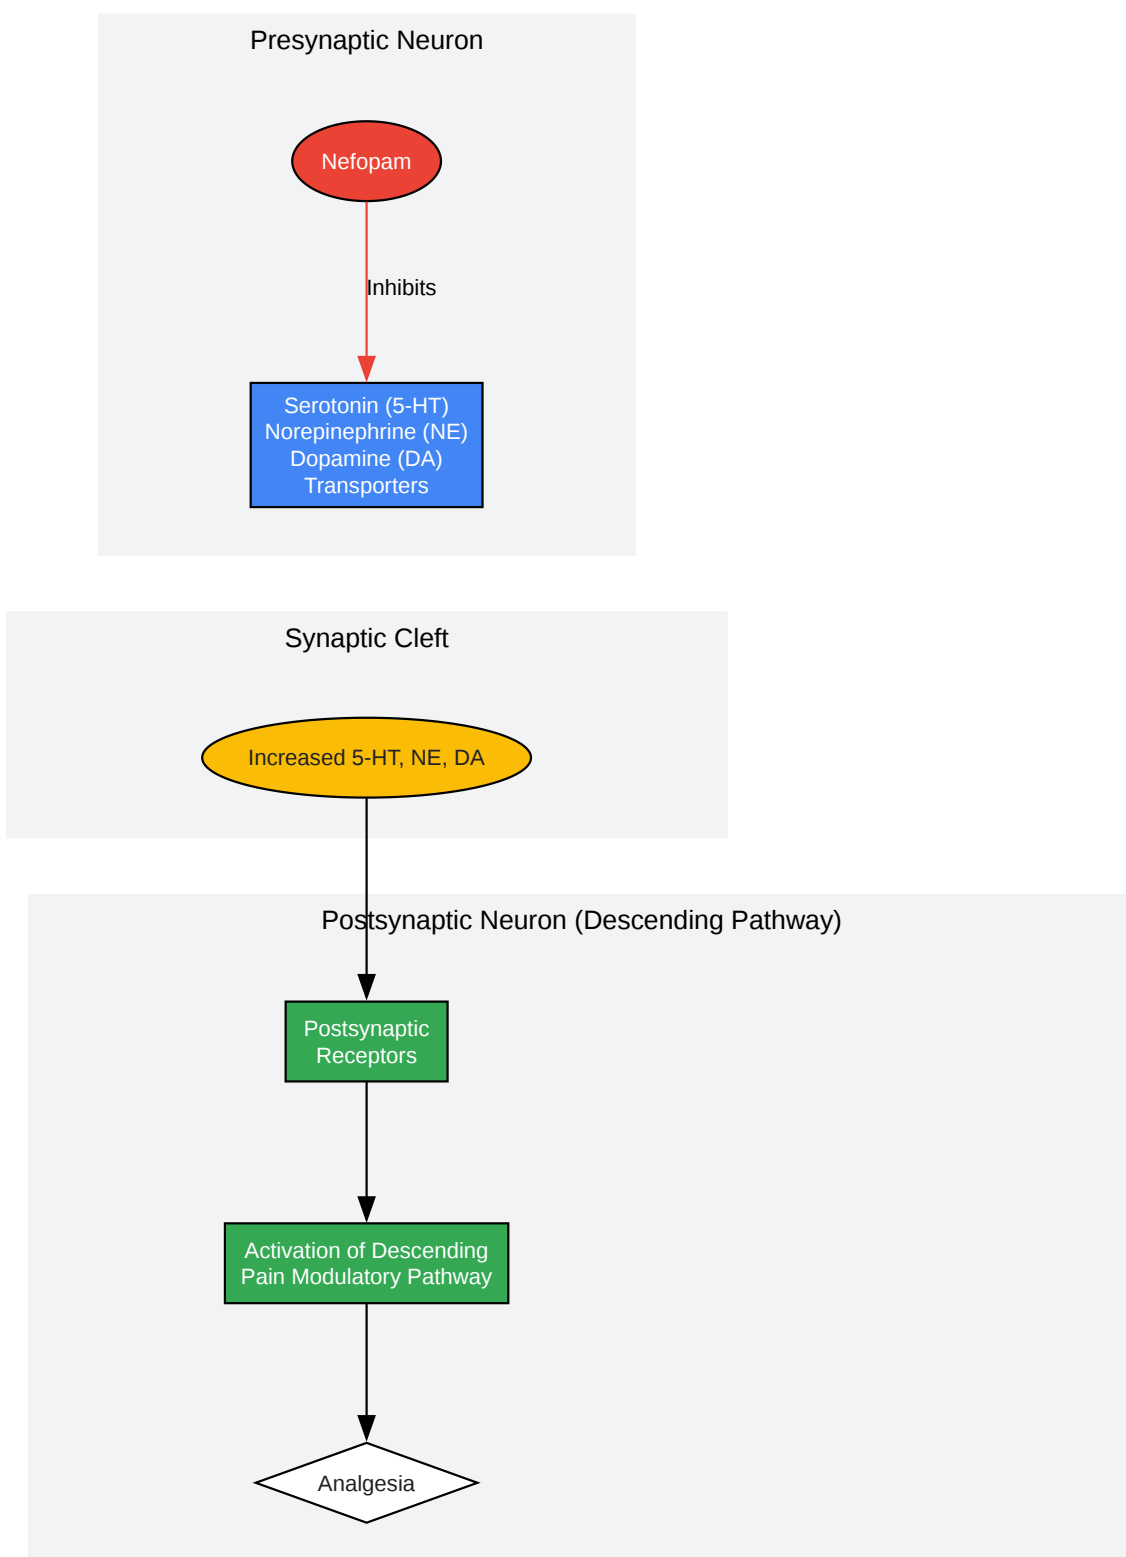 Presynaptic Neuron
Nefopam
Inhibits
Serotonin (5-HT)
Norepinephrine (NE)
Dopamine (DA)
Transporters
Synaptic Cleft
Increased 5-HT, NE, DA
Postsynaptic Neuron (Descending Pathway)
Postsynaptic
Receptors
Activation of Descending
Pain Modulatory Pathway
Analgesia